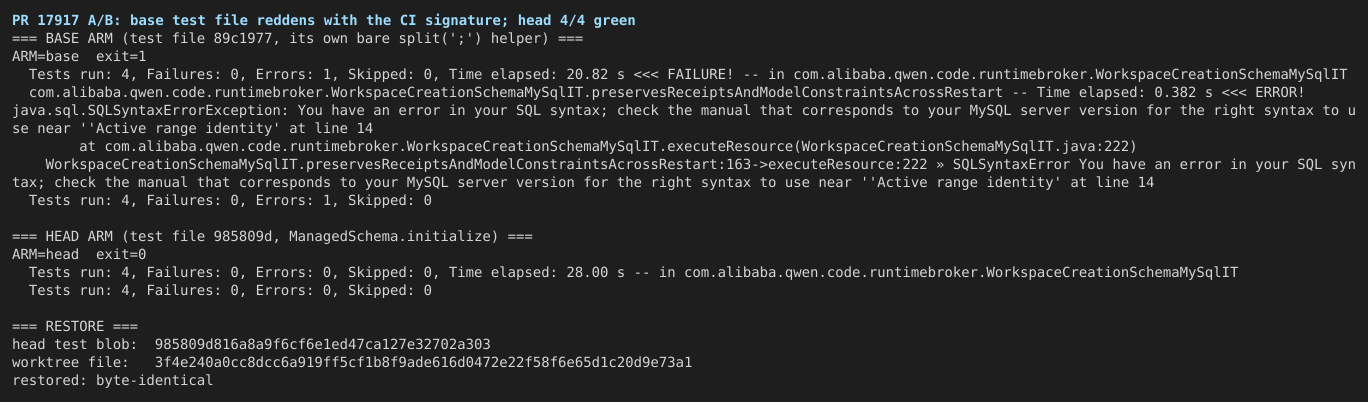 PR 17917 A/B: base test file reddens with the CI signature; head 4/4 green
=== BASE ARM (test file 89c1977, its own bare split(';') helper) ===
ARM=base  exit=1
  Tests run: 4, Failures: 0, Errors: 1, Skipped: 0, Time elapsed: 20.82 s <<< FAILURE! -- in com.alibaba.qwen.code.runtimebroker.WorkspaceCreationSchemaMySqlIT
  com.alibaba.qwen.code.runtimebroker.WorkspaceCreationSchemaMySqlIT.preservesReceiptsAndModelConstraintsAcrossRestart -- Time elapsed: 0.382 s <<< ERROR!
java.sql.SQLSyntaxErrorException: You have an error in your SQL syntax; check the manual that corresponds to your MySQL server version for the right syntax to u
se near ''Active range identity' at line 14
        at com.alibaba.qwen.code.runtimebroker.WorkspaceCreationSchemaMySqlIT.executeResource(WorkspaceCreationSchemaMySqlIT.java:222)
    WorkspaceCreationSchemaMySqlIT.preservesReceiptsAndModelConstraintsAcrossRestart:163->executeResource:222 » SQLSyntaxError You have an error in your SQL syn
tax; check the manual that corresponds to your MySQL server version for the right syntax to use near ''Active range identity' at line 14
  Tests run: 4, Failures: 0, Errors: 1, Skipped: 0
=== HEAD ARM (test file 985809d, ManagedSchema.initialize) ===
ARM=head  exit=0
  Tests run: 4, Failures: 0, Errors: 0, Skipped: 0, Time elapsed: 28.00 s -- in com.alibaba.qwen.code.runtimebroker.WorkspaceCreationSchemaMySqlIT
  Tests run: 4, Failures: 0, Errors: 0, Skipped: 0
=== RESTORE ===
head test blob:  985809d816a8a9f6cf6e1ed47ca127e32702a303
worktree file:   3f4e240a0cc8dcc6a919ff5cf1b8f9ade616d0472e22f58f6e65d1c20d9e73a1
restored: byte-identical